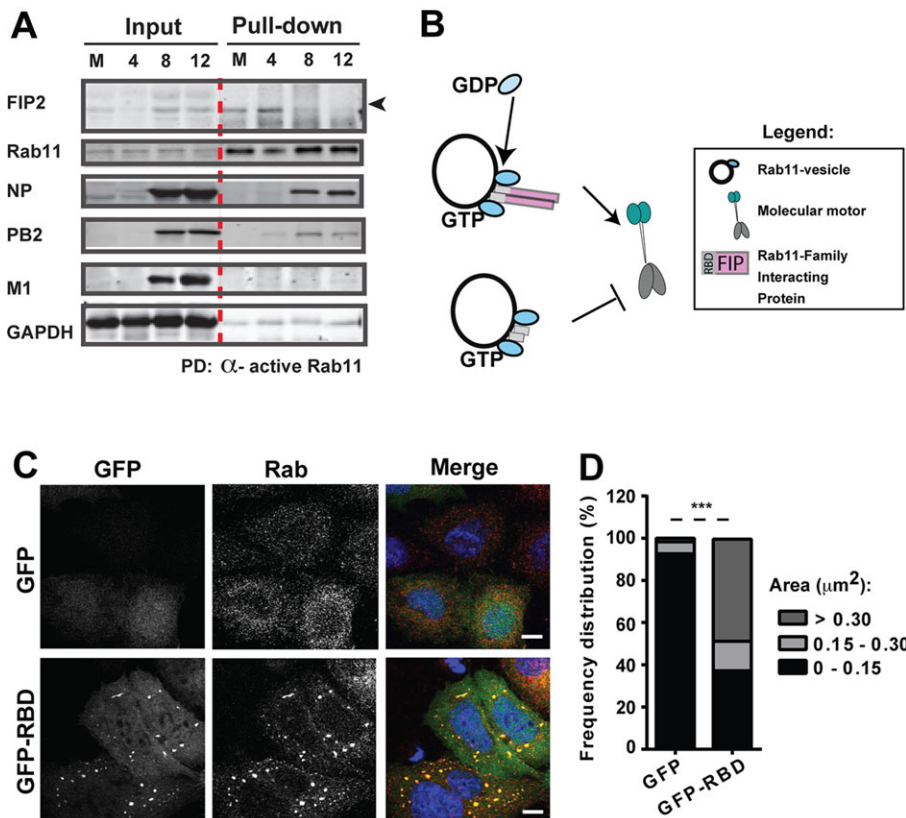 A
Input
Pull-down
M 4 8 12 M 4 8 12
FIP2
Rab11
NP
PB2
M1
GAPDH
PD: α- active Rab11
B
GDP
GTP
GTP
Legend:
Rab11-vesicle
Molecular motor
RBD FIP
Rab11-Family
Interacting
Protein
C
GFP
Rab
Merge
GFP
GFP-RBD
D
Frequency distribution (%)
120
100
80
60
40
20
0
***
GFP
GFP-RBD
Area (μm²):
> 0.30
0.15 - 0.30
0 - 0.15